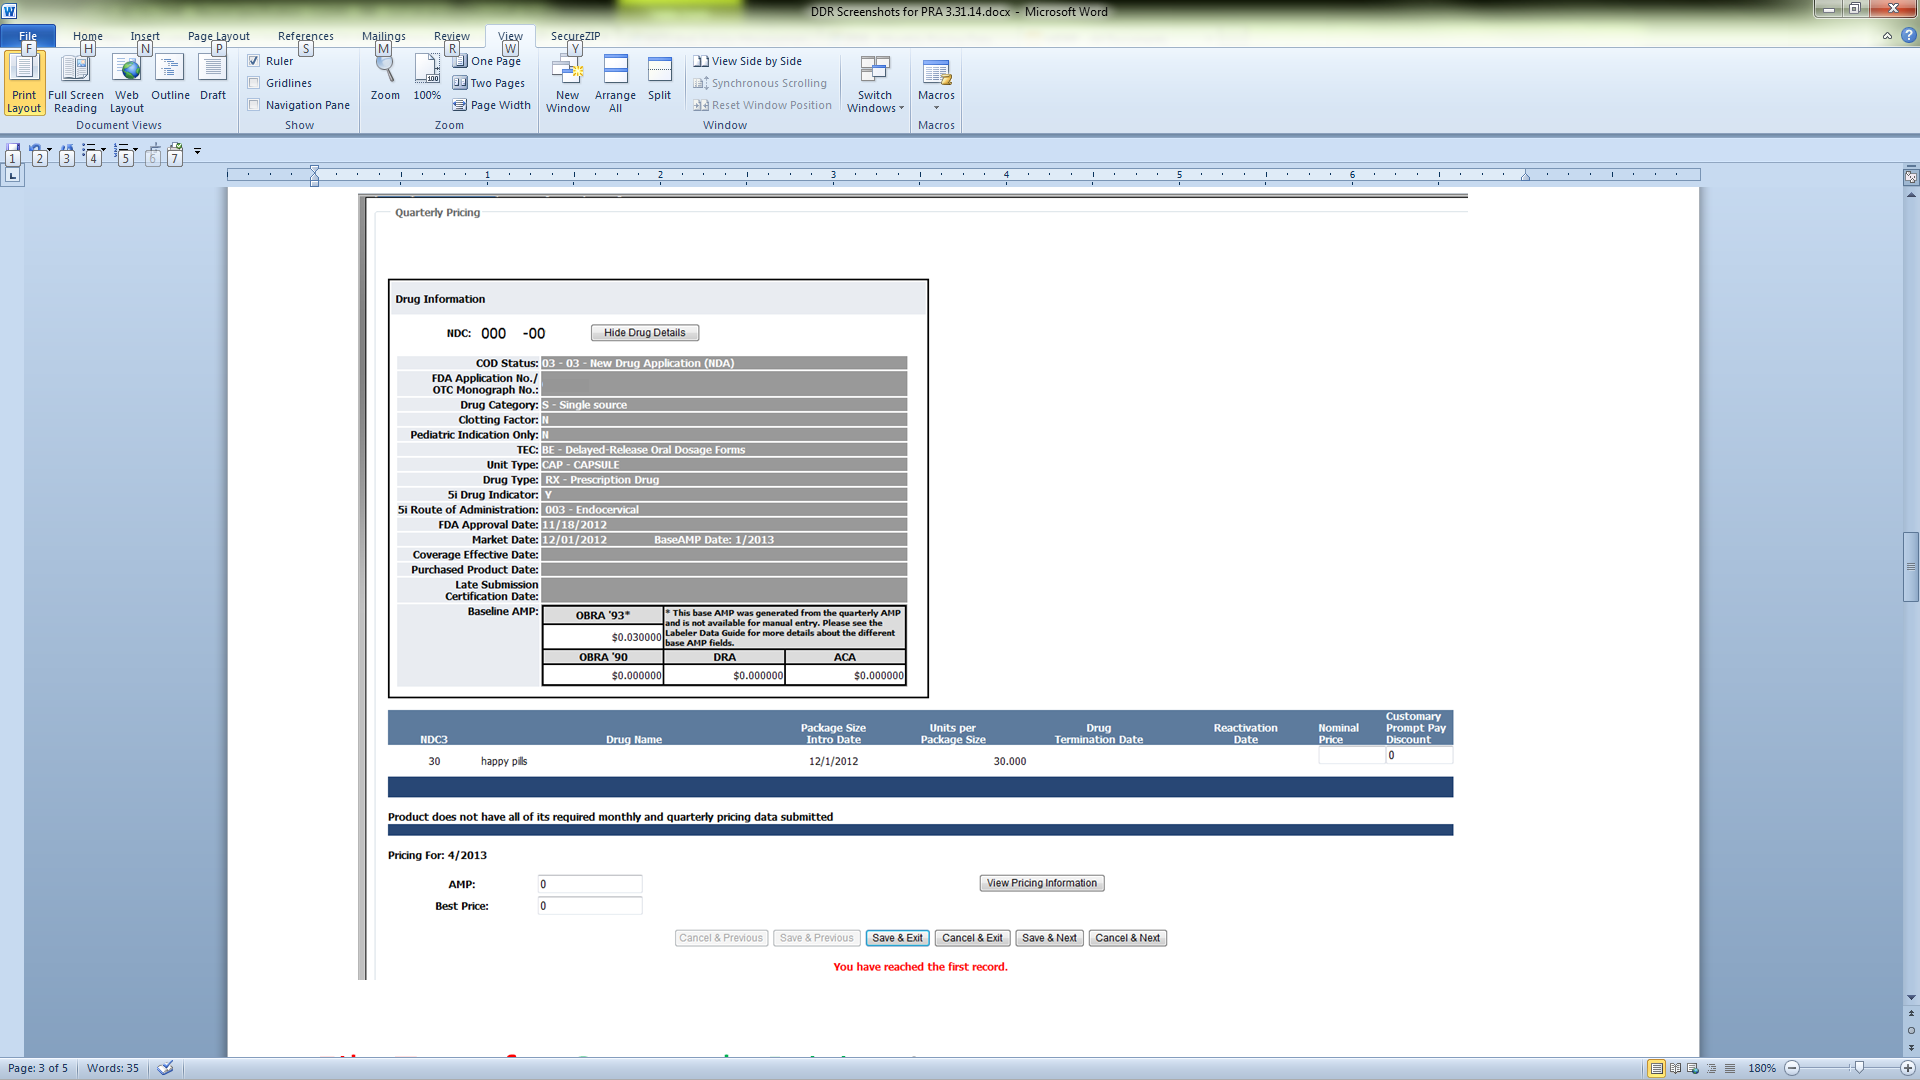 DDR Screenshots for PRA 3.31.14.docx - Microsoft Word
File Home Insert Page Layout References Mailings Review View SecureZIP
F H N P S M R W Y
Print Layout
Full Screen Reading
Web Layout
Outline
Draft
Document Views
Ruler
Gridlines
Navigation Pane
Show
Zoom
100%
One Page
Two Pages
Page Width
Zoom
New Window
Arrange All
Split
View Side by Side
Synchronous Scrolling
Reset Window Position
Window
Switch Windows
Macros
Macros
1 2 3 4 5 6 7
1 2 3 4 5 6
Quarterly Pricing
Drug Information
NDC: 000 -00 Hide Drug Details
COD Status: 03 - 03 - New Drug Application (NDA)
FDA Application No./
OTC Monograph No.:
Drug Category: S - Single source
Clotting Factor: N
Pediatric Indication Only: N
TEC: BE - Delayed-Release Oral Dosage Forms
Unit Type: CAP - CAPSULE
Drug Type: RX - Prescription Drug
5i Drug Indicator: Y
5i Route of Administration: 003 - Endocervical
FDA Approval Date: 11/18/2012
Market Date: 12/01/2012 BaseAMP Date: 1/2013
Coverage Effective Date:
Purchased Product Date:
Late Submission
Certification Date:
Baseline AMP:
OBRA '93*
$0.030000
* This base AMP was generated from the quarterly AMP
and is not available for manual entry. Please see the
Labeler Data Guide for more details about the different
base AMP fields.
OBRA '90 DRA ACA
$0.000000 $0.000000 $0.000000
NDC3 Drug Name Package Size Intro Date Units per Package Size Drug Termination Date Reactivation Date Nominal Price Customary Prompt Pay Discount
30 happy pills 12/1/2012 30.000 0
Product does not have all of its required monthly and quarterly pricing data submitted
Pricing For: 4/2013
AMP: 0 View Pricing Information
Best Price: 0
Cancel & Previous Save & Previous Save & Exit Cancel & Exit Save & Next Cancel & Next
You have reached the first record.
Page: 3 of 5 Words: 35 180%